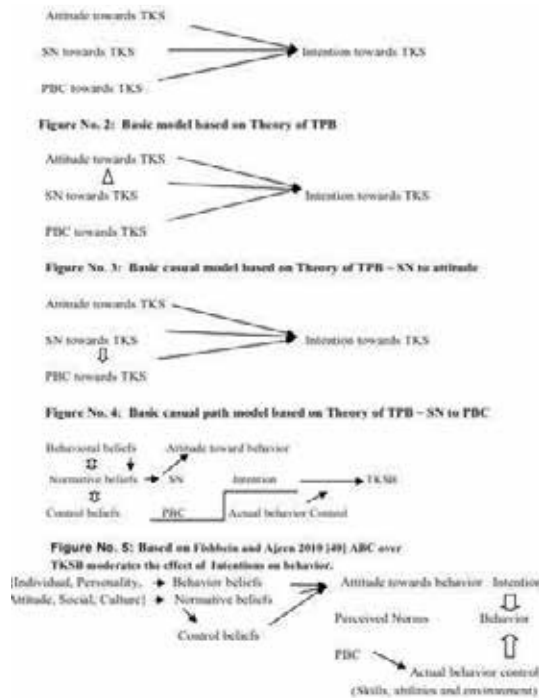 Attitude towards TKS
SN towards TKS Intention towards TKS
PBC towards TKS
Figure No. 2: Basic model based on Theory of TPB
Attitude towards TKS
SN towards TKS Intention towards TKS
PBC towards TKS
Figure No. 3: Basic casual model based on Theory of TPB – SN to attitude
Attitude towards TKS
SN towards TKS Intention towards TKS
PBC towards TKS
Figure No. 4: Basic casual path model based on Theory of TPB – SN to PBC
Behavioral beliefs Attitude toward behavior
Normative beliefs SN Intention TKSB
Control beliefs PBC Actual behavior Control
Figure No. 5: Based on Fishbein and Ajzen 2010 [40] ABC over
TKSB moderates the effect of Intentions on behavior.
(Individual, Personality, Behavior beliefs Attitude towards behavior Intention
Attitude, Social, Culture) Normative beliefs Perceived Norms Behavior
Control beliefs
PBC Actual behavior control
(Skills, abilities and environment)